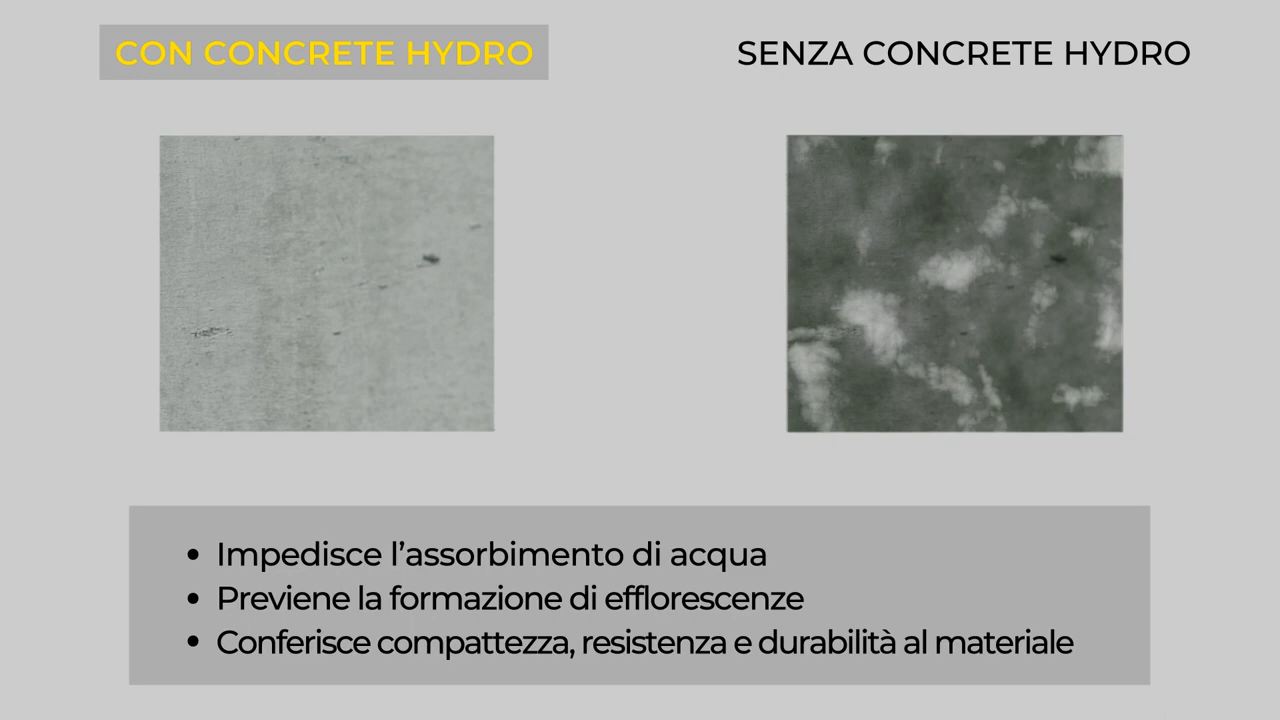 CON CONCRETE HYDRO
SENZA CONCRETE HYDRO
• Impedisce l’assorbimento di acqua
• Previene la formazione di efflorescenze
• Conferisce compattezza, resistenza e durabilità al materiale